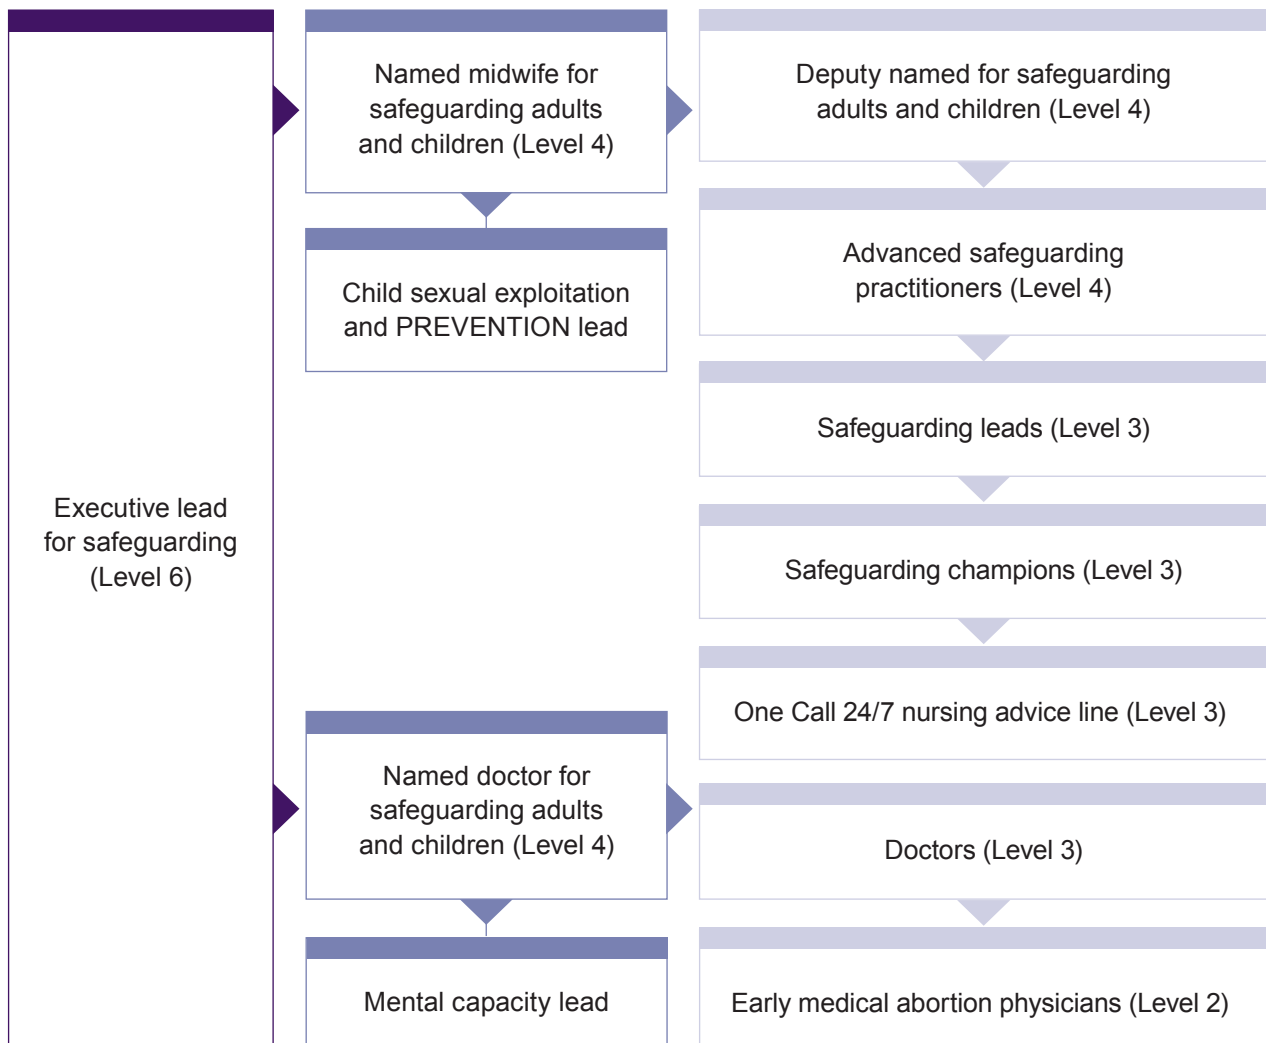 Executive lead
for safeguarding
(Level 6)
Named midwife for
safeguarding adults
and children (Level 4)
Child sexual exploitation
and PREVENTION lead
Named doctor for
safeguarding adults
and children (Level 4)
Mental capacity lead
Deputy named for safeguarding
adults and children (Level 4)
Advanced safeguarding
practitioners (Level 4)
Safeguarding leads (Level 3)
Safeguarding champions (Level 3)
One Call 24/7 nursing advice line (Level 3)
Doctors (Level 3)
Early medical abortion physicians (Level 2)